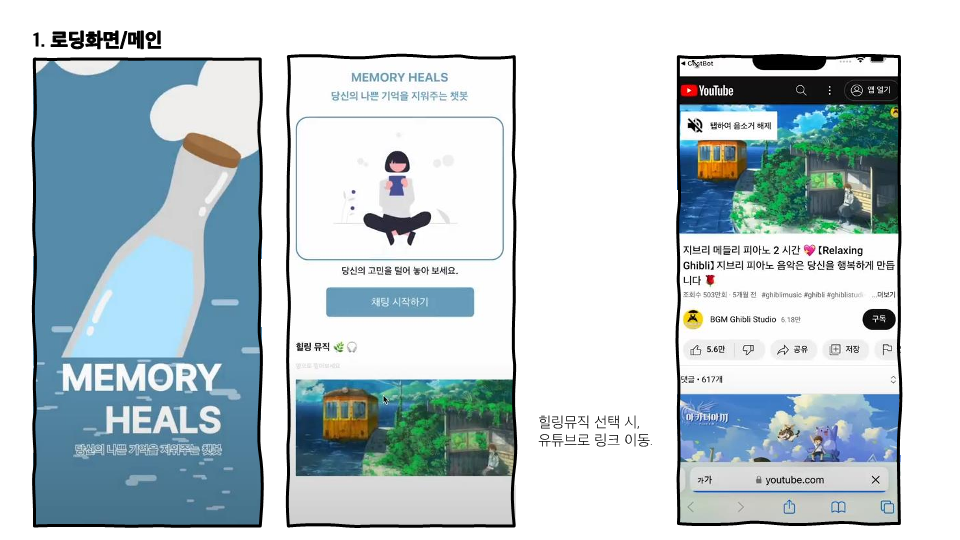 1. 로딩화면/메인
MEMORY
HEALS
당신의 나쁜 기억을 지워주는 챗봇
MEMORY HEALS
당신의 나쁜 기억을 지워주는 챗봇
당신의 고민을 털어 놓아 보세요.
채팅 시작하기
힐링 뮤직 🌿 🎧
힐링뮤직 선택 시,
유튜브로 링크 이동.
◀ ChatBot
YouTube
앱 열기
탭하여 음소거 해제
지브리 메들리 피아노 2 시간 💖【Relaxing
Ghibli】지브리 피아노 음악은 당신을 행복하게 만듭
니다 🌹
조회수 503만회 · 5개월 전 #ghiblimusic #ghibli #ghiblistudi ...더보기
BGM Ghibli Studio 6.18만
구독
5.6만
공유
저장
댓글 • 617개
가가
youtube.com